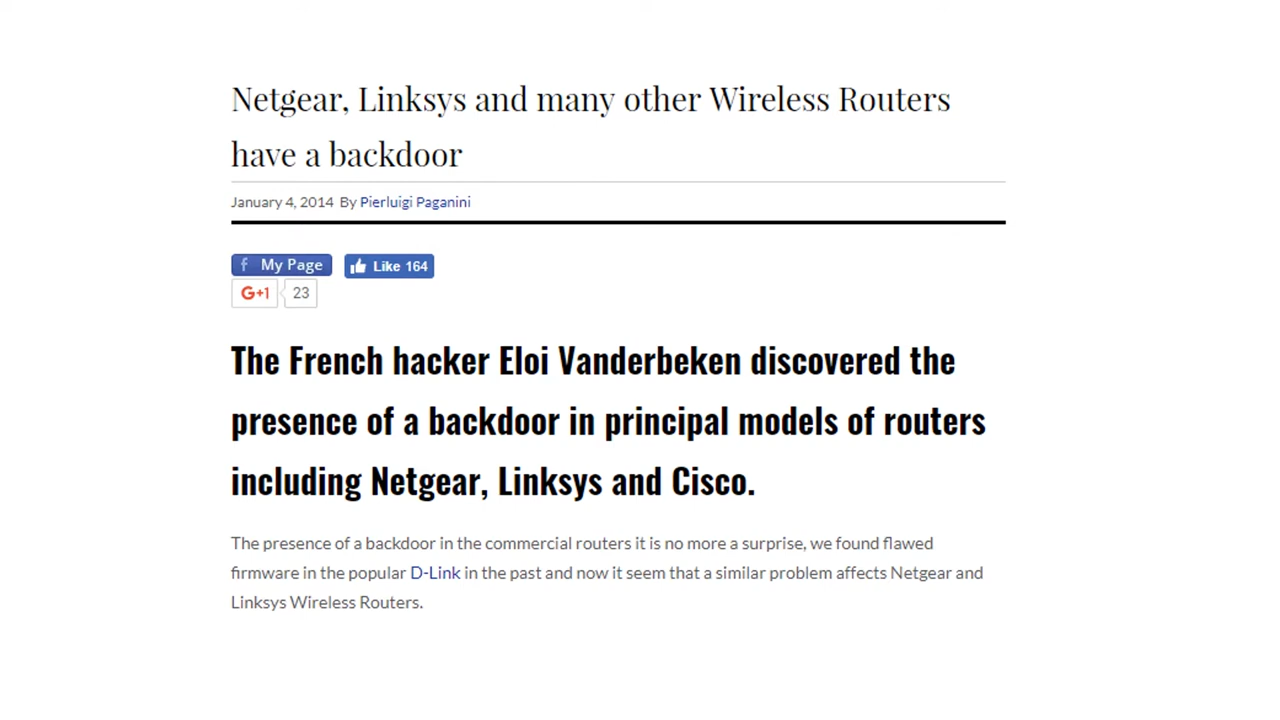 Netgear, Linksys and many other Wireless Routers
have a backdoor
January 4, 2014 By Pierluigi Paganini
f My Page
Like 164
G+1 23
The French hacker Eloi Vanderbeken discovered the
presence of a backdoor in principal models of routers
including Netgear, Linksys and Cisco.
The presence of a backdoor in the commercial routers it is no more a surprise, we found flawed
firmware in the popular D-Link in the past and now it seem that a similar problem affects Netgear and
Linksys Wireless Routers.